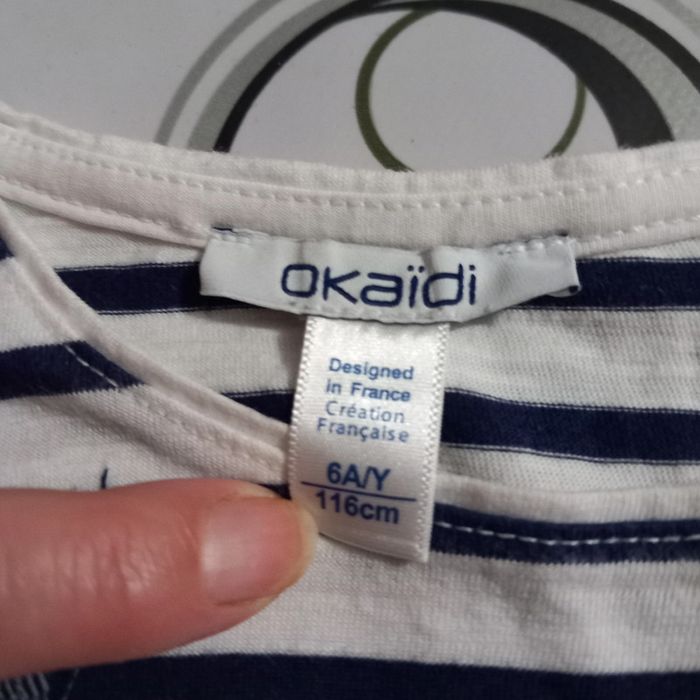 okaïdi
Designed
in France
Création
Française
6A/Y
116cm